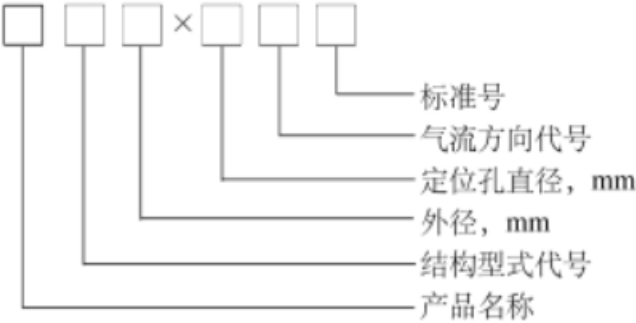 ×
标准号
气流方向代号
定位孔直径，mm
外径，mm
结构型式代号
产品名称